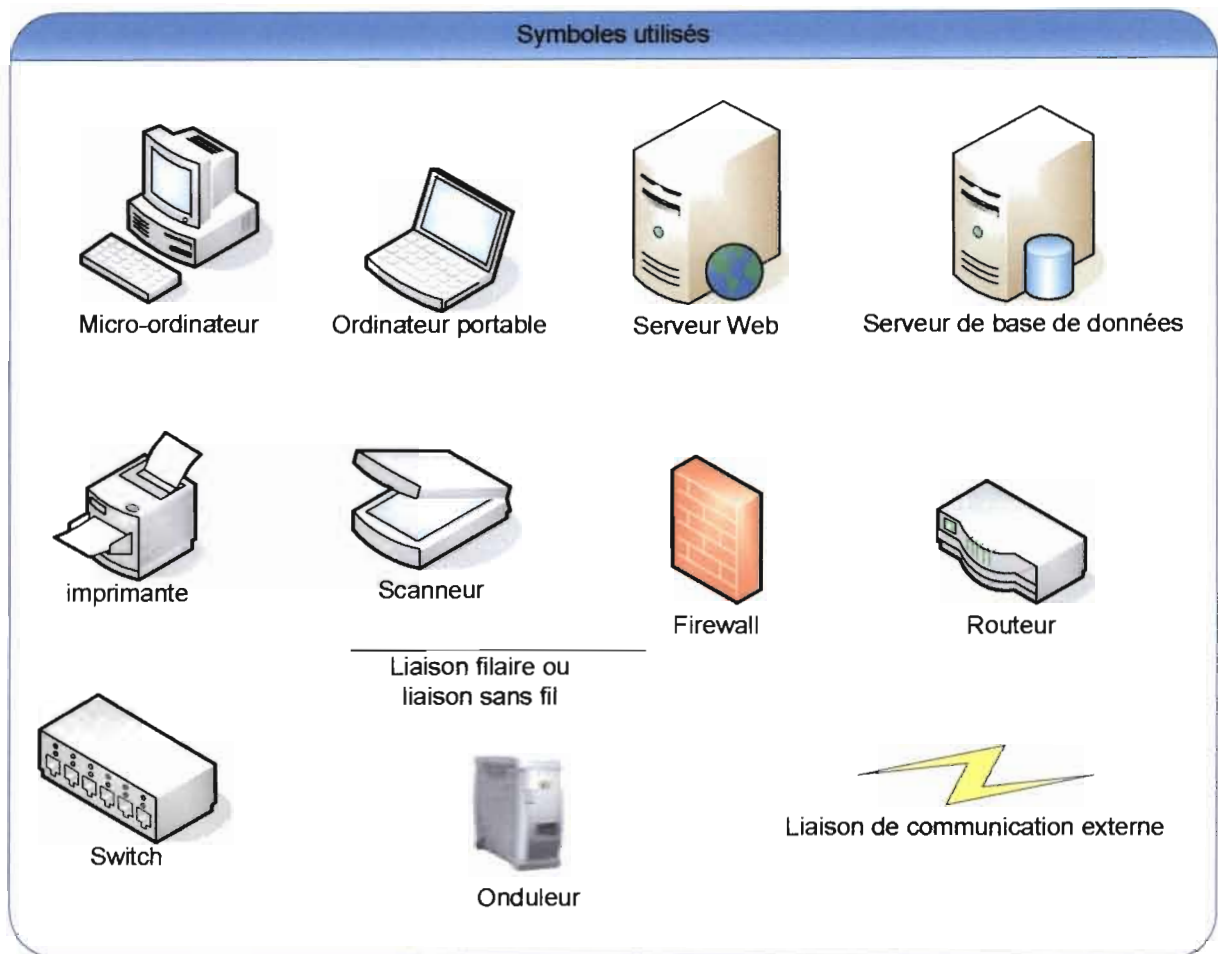 Symboles utilisés
Micro-ordinateur
Ordinateur portable
Serveur Web
Serveur de base de données
imprimante
Scanneur
Firewall
Routeur
Liaison filaire ou
liaison sans fil
Switch
Onduleur
Liaison de communication externe